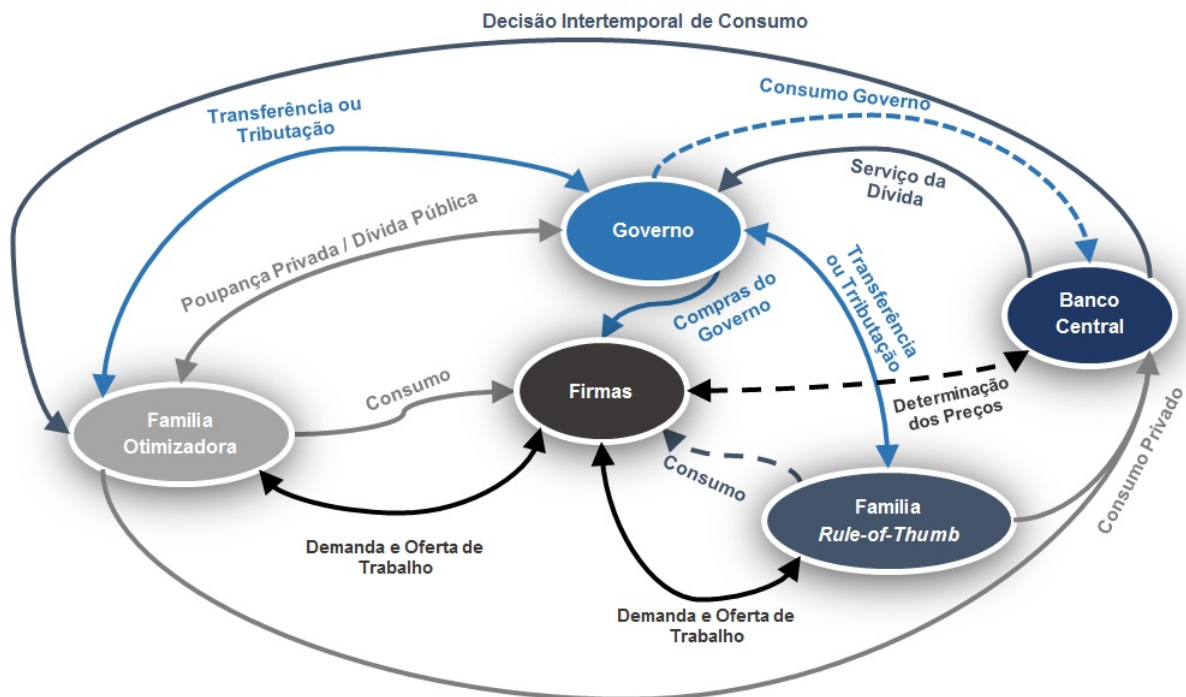 Decisão Intertemporal de Consumo
Transferência ou
Tributação
Consumo Governo
Serviço da
Dívida
Poupança Privada / Dívida Pública
Governo
Transferência
ou Trributação
Compras do
Governo
Banco
Central
Consumo
Firmas
Determinação
dos Preços
Família
Otimizadora
Consumo
Consumo Privado
Família
Rule-of-Thumb
Demanda e Oferta de
Trabalho
Demanda e Oferta de
Trabalho